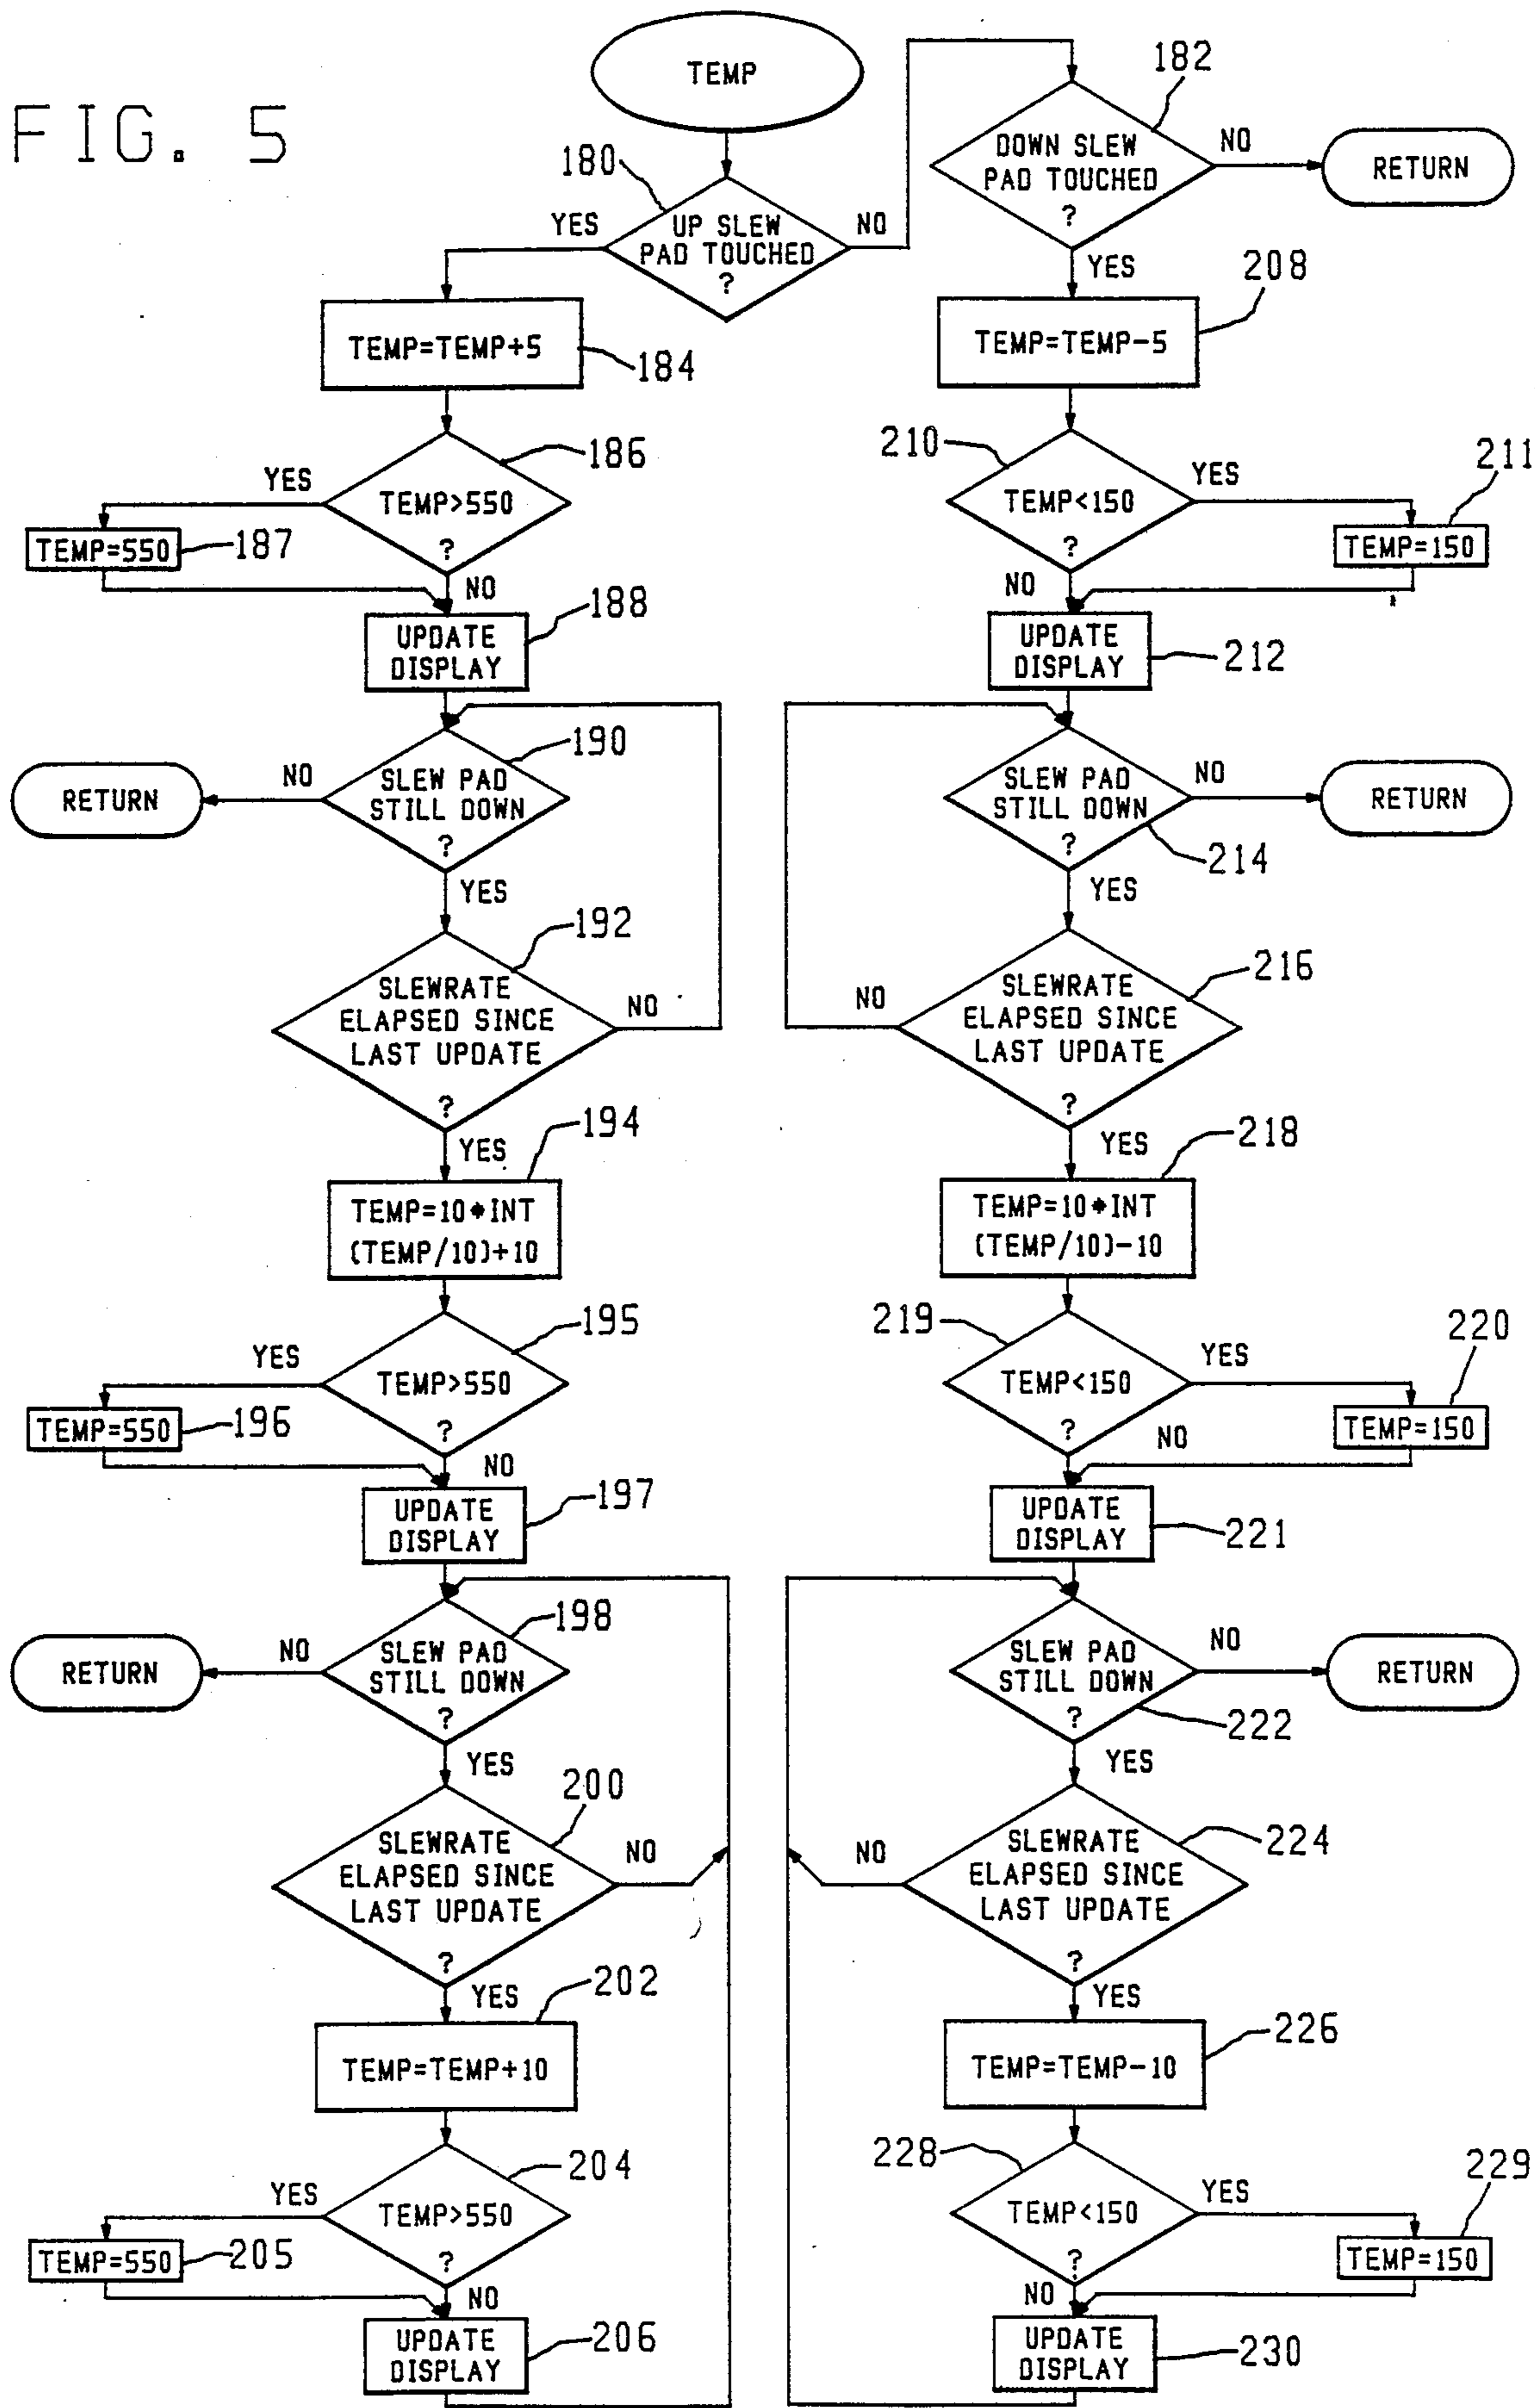 FIG. 5
TEMP
180
UP SLEW
PAD TOUCHED
?
YES
NO
182
DOWN SLEW
PAD TOUCHED
?
NO
RETURN
YES
TEMP=TEMP+5
184
186
TEMP>550
?
YES
TEMP=550
187
NO
188
UPDATE
DISPLAY
190
SLEW PAD
STILL DOWN
?
NO
RETURN
YES
192
SLEWRATE
ELAPSED SINCE
LAST UPDATE
?
NO
YES
194
TEMP=10*INT
(TEMP/10)+10
195
TEMP>550
?
YES
TEMP=550
196
NO
197
UPDATE
DISPLAY
198
SLEW PAD
STILL DOWN
?
NO
RETURN
YES
200
SLEWRATE
ELAPSED SINCE
LAST UPDATE
?
NO
YES
202
TEMP=TEMP+10
204
TEMP>550
?
YES
TEMP=550
205
NO
UPDATE
DISPLAY
206
208
TEMP=TEMP-5
210
TEMP<150
?
YES
211
TEMP=150
NO
UPDATE
DISPLAY
212
SLEW PAD
STILL DOWN
?
214
NO
RETURN
YES
216
SLEWRATE
ELAPSED SINCE
LAST UPDATE
?
NO
YES
218
TEMP=10*INT
(TEMP/10)-10
219
TEMP<150
?
YES
220
TEMP=150
NO
UPDATE
DISPLAY
221
SLEW PAD
STILL DOWN
?
222
NO
RETURN
YES
224
SLEWRATE
ELAPSED SINCE
LAST UPDATE
?
NO
YES
226
TEMP=TEMP-10
228
TEMP<150
?
YES
229
TEMP=150
NO
UPDATE
DISPLAY
230